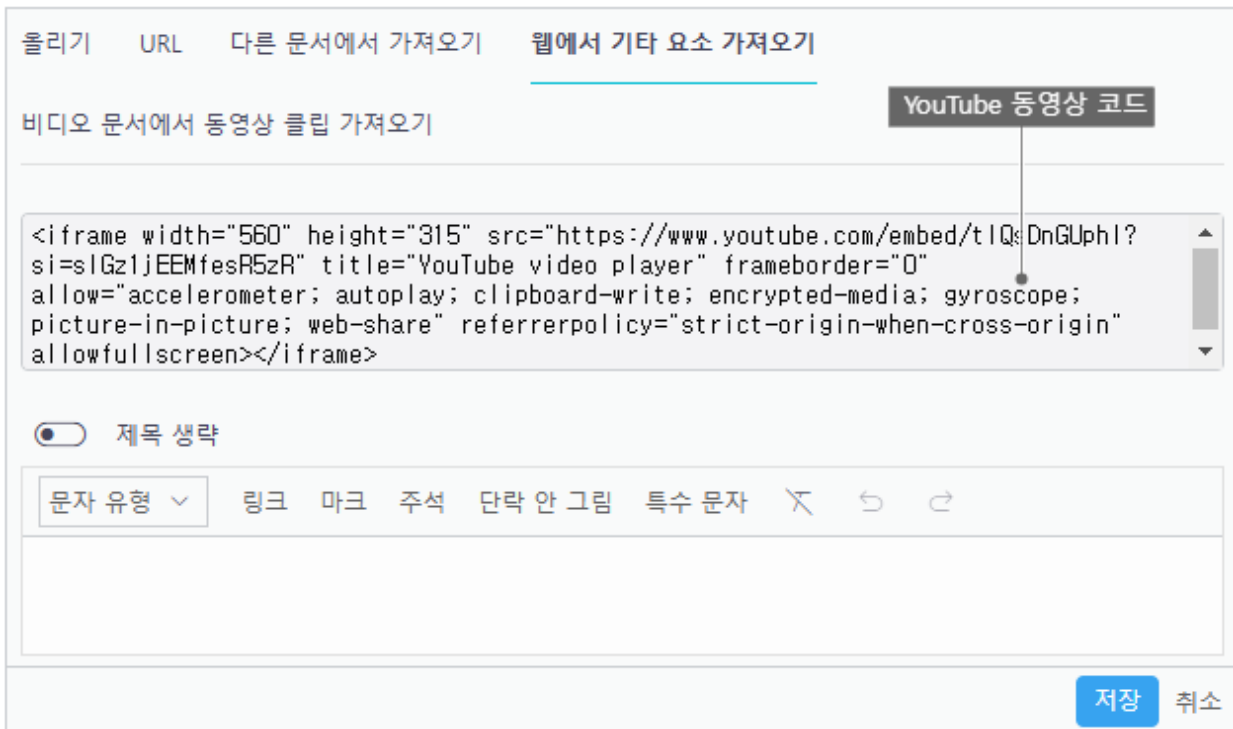 올리기 URL 다른 문서에서 가져오기 웹에서 기타 요소 가져오기
YouTube 동영상 코드
비디오 문서에서 동영상 클립 가져오기
<iframe width="560" height="315" src="https://www.youtube.com/embed/tIQsDnGUphI?
si=sIGz1jEEMfesR5zR" title="YouTube video player" frameborder="0"
allow="accelerometer; autoplay; clipboard-write; encrypted-media; gyroscope;
picture-in-picture; web-share" referrerpolicy="strict-origin-when-cross-origin"
allowfullscreen></iframe>
제목 생략
문자 유형 링크 마크 주석 단락 안 그림 특수 문자
저장 취소